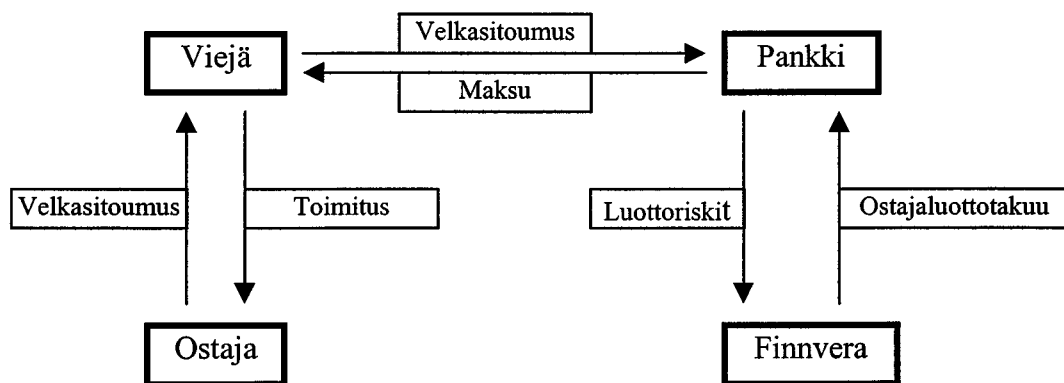 Velkasitoumus
Viejä
Pankki
Maksu
Velkasitoumus
Toimitus
Luottoriskit
Ostajaluottotakuu
Ostaja
Finnvera